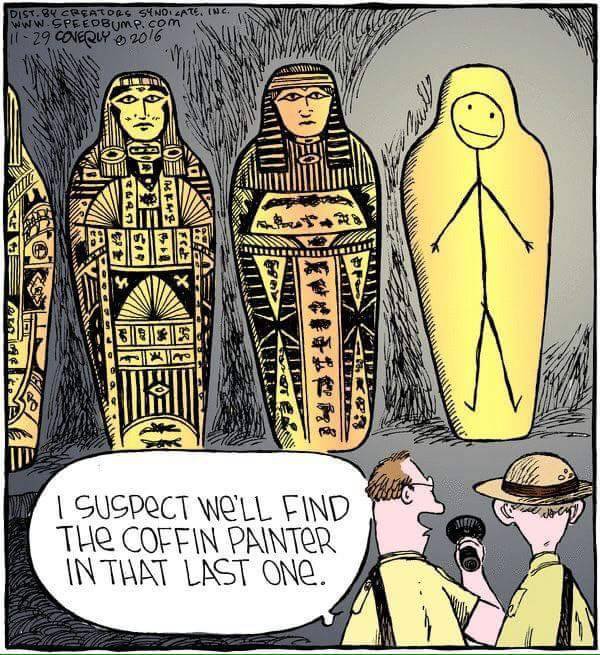 DIST. BY CREATORS SYNDICATE, INC.
WWW.SPEEDBUMP.COM
11-29 COVERLY © 2016
I SUSPECT WE'LL FIND
THE COFFIN PAINTER
IN THAT LAST ONE.